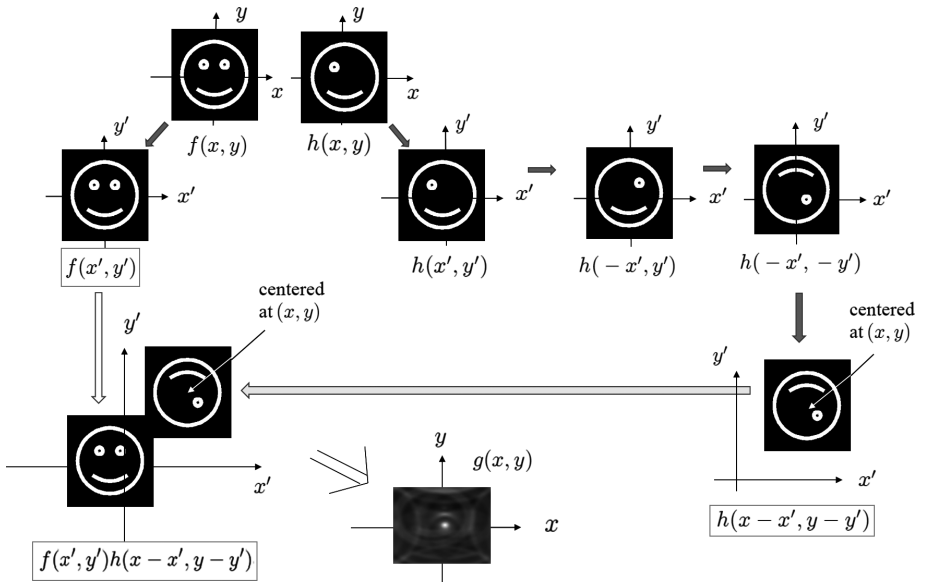 y
y
x
x
f(x, y)
h(x, y)
y′
y′
y′
x′
x′
x′
x′
f(x′, y′)
h(x′, y′)
h(−x′, y′)
h(−x′, −y′)
centered
at (x, y)
centered
at (x, y)
y′
y′
x′
x′
y
g(x, y)
x
h(x − x′, y − y′)
f(x′, y′)h(x − x′, y − y′)